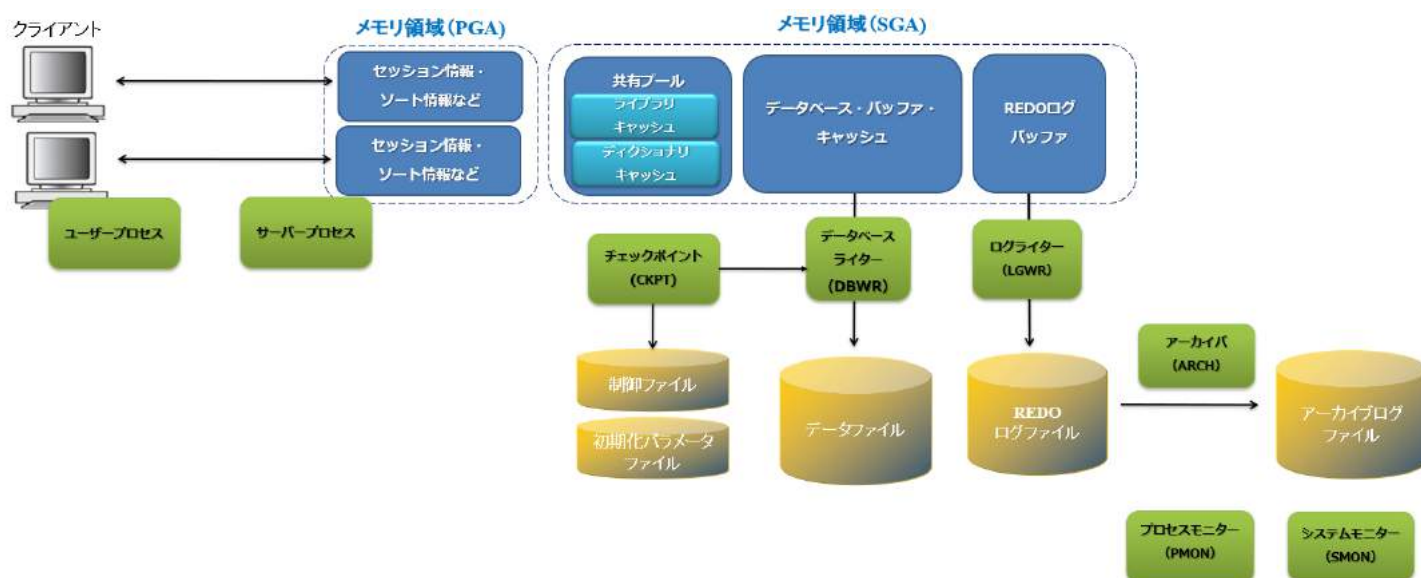 クライアント
メモリ領域(PGA)
メモリ領域(SGA)
セッション情報・
ソート情報など
セッション情報・
ソート情報など
共有プール
ライブラリ
キャッシュ
ディクショナリ
キャッシュ
データベース・バッファ・
キャッシュ
REDOログ
バッファ
ユーザープロセス
サーバープロセス
チェックポイント
(CKPT)
データベース
ライター
(DBWR)
ログライター
(LGWR)
アーカイバ
(ARCH)
制御ファイル
初期化パラメータ
ファイル
データファイル
REDO
ログファイル
アーカイブログ
ファイル
プロセスモニター
(PMON)
システムモニター
(SMON)